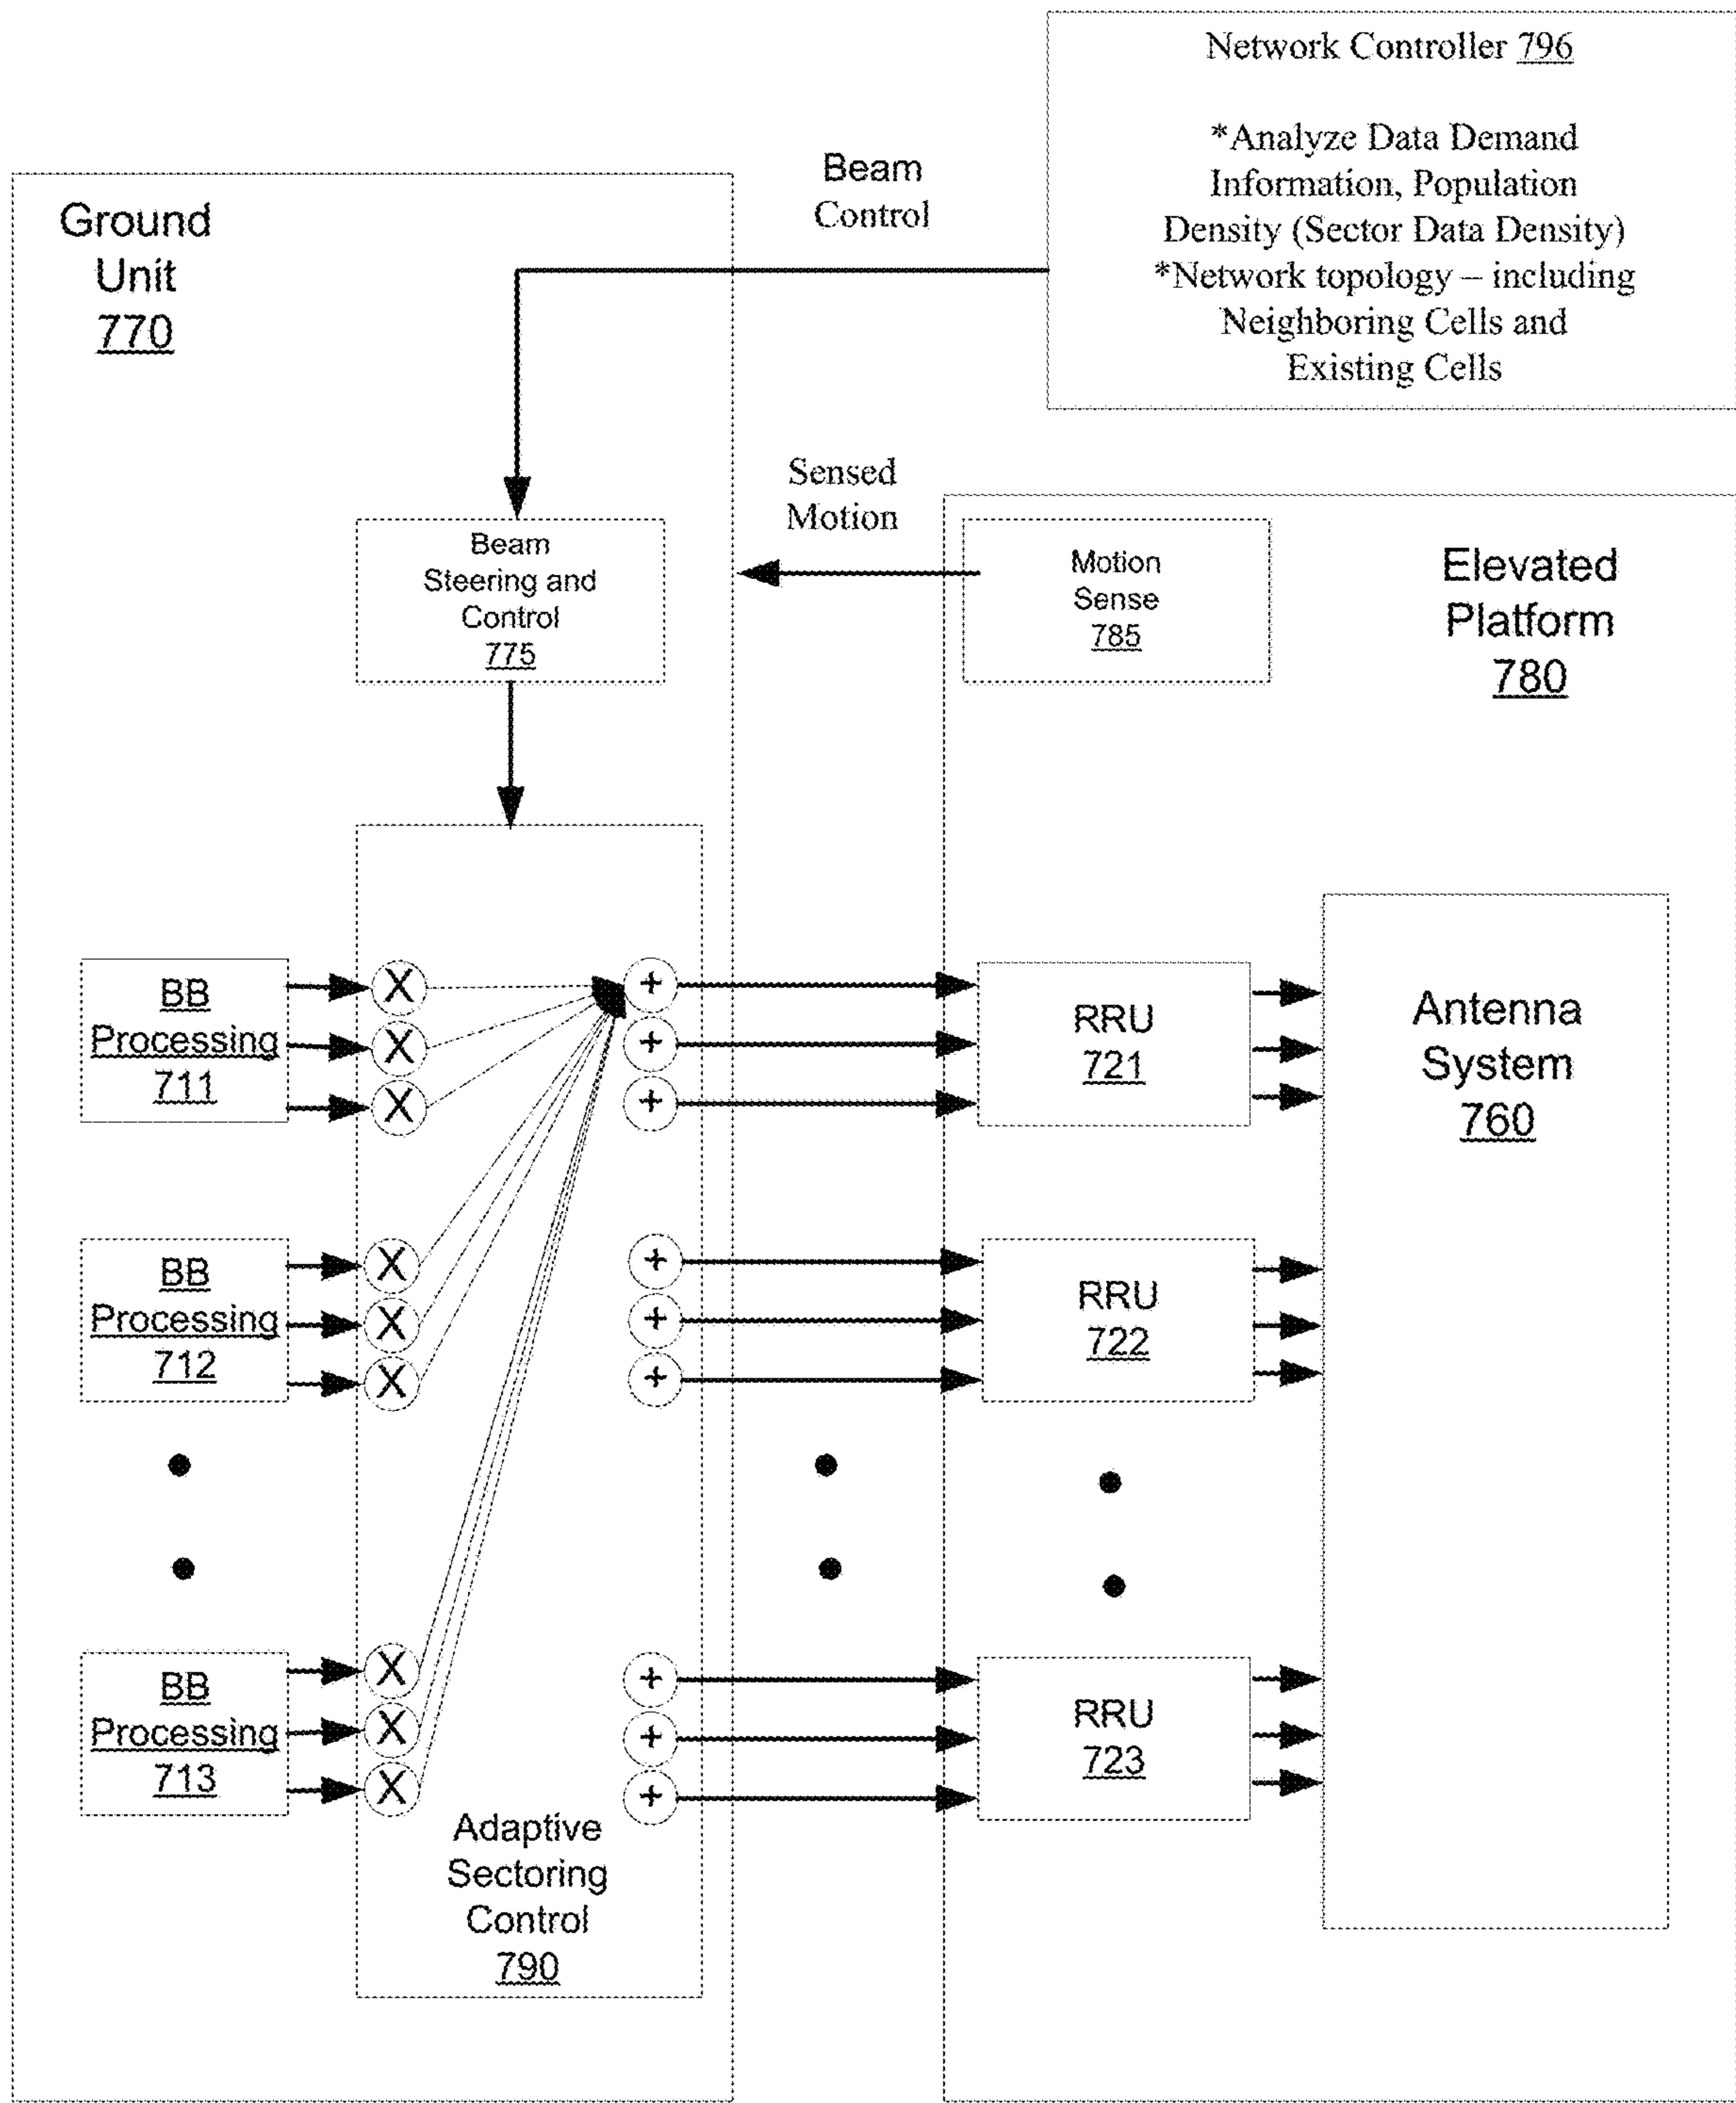 Network Controller 796
*Analyze Data Demand
Information, Population
Density (Sector Data Density)
*Network topology – including
Neighboring Cells and
Existing Cells
Beam
Control
Ground
Unit
770
Sensed
Motion
Beam
Steering and
Control
775
Motion
Sense
785
Elevated
Platform
780
BB
Processing
711
X
X
X
+
+
+
RRU
721
Antenna
System
760
BB
Processing
712
X
X
X
+
+
+
RRU
722
BB
Processing
713
X
X
X
+
+
+
RRU
723
Adaptive
Sectoring
Control
790